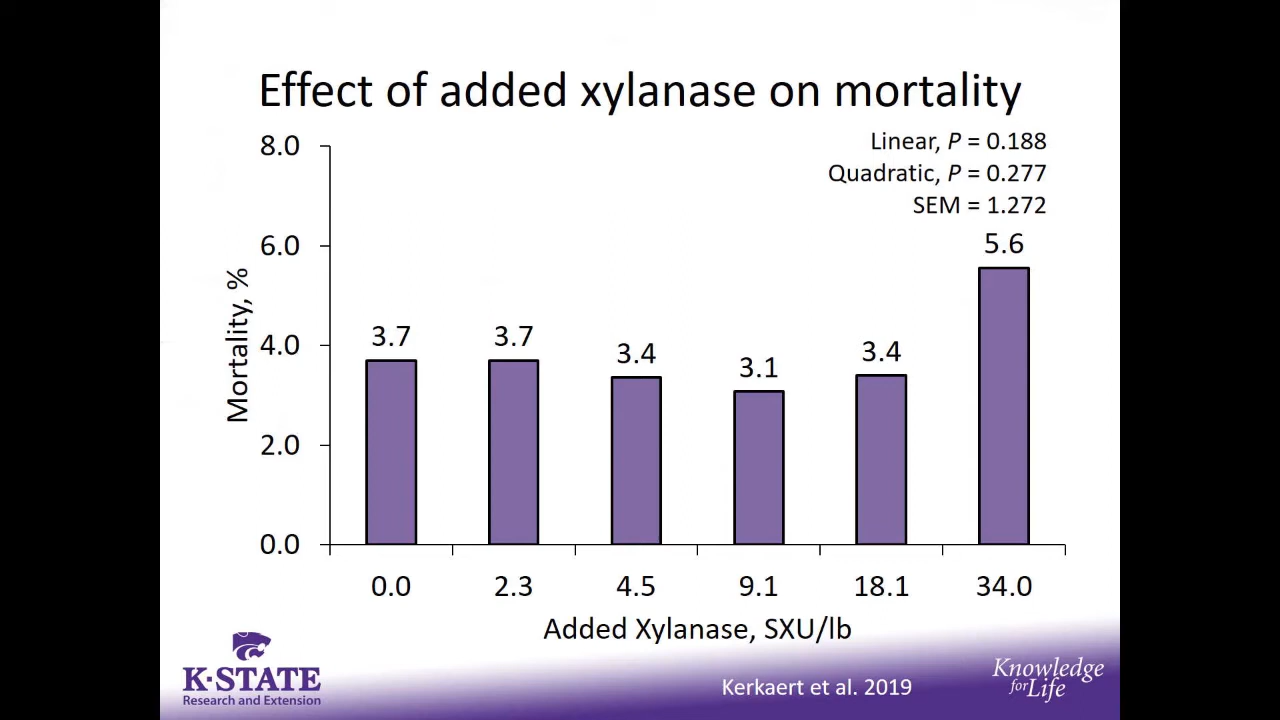 Effect of added xylanase on mortality
Linear, P = 0.188
Quadratic, P = 0.277
SEM = 1.272
8.0
6.0
4.0
2.0
0.0
Mortality, %
3.7
3.7
3.4
3.1
3.4
5.6
0.0 2.3 4.5 9.1 18.1 34.0
Added Xylanase, SXU/lb
K-STATE
Research and Extension
Kerkaert et al. 2019
Knowledge
for Life